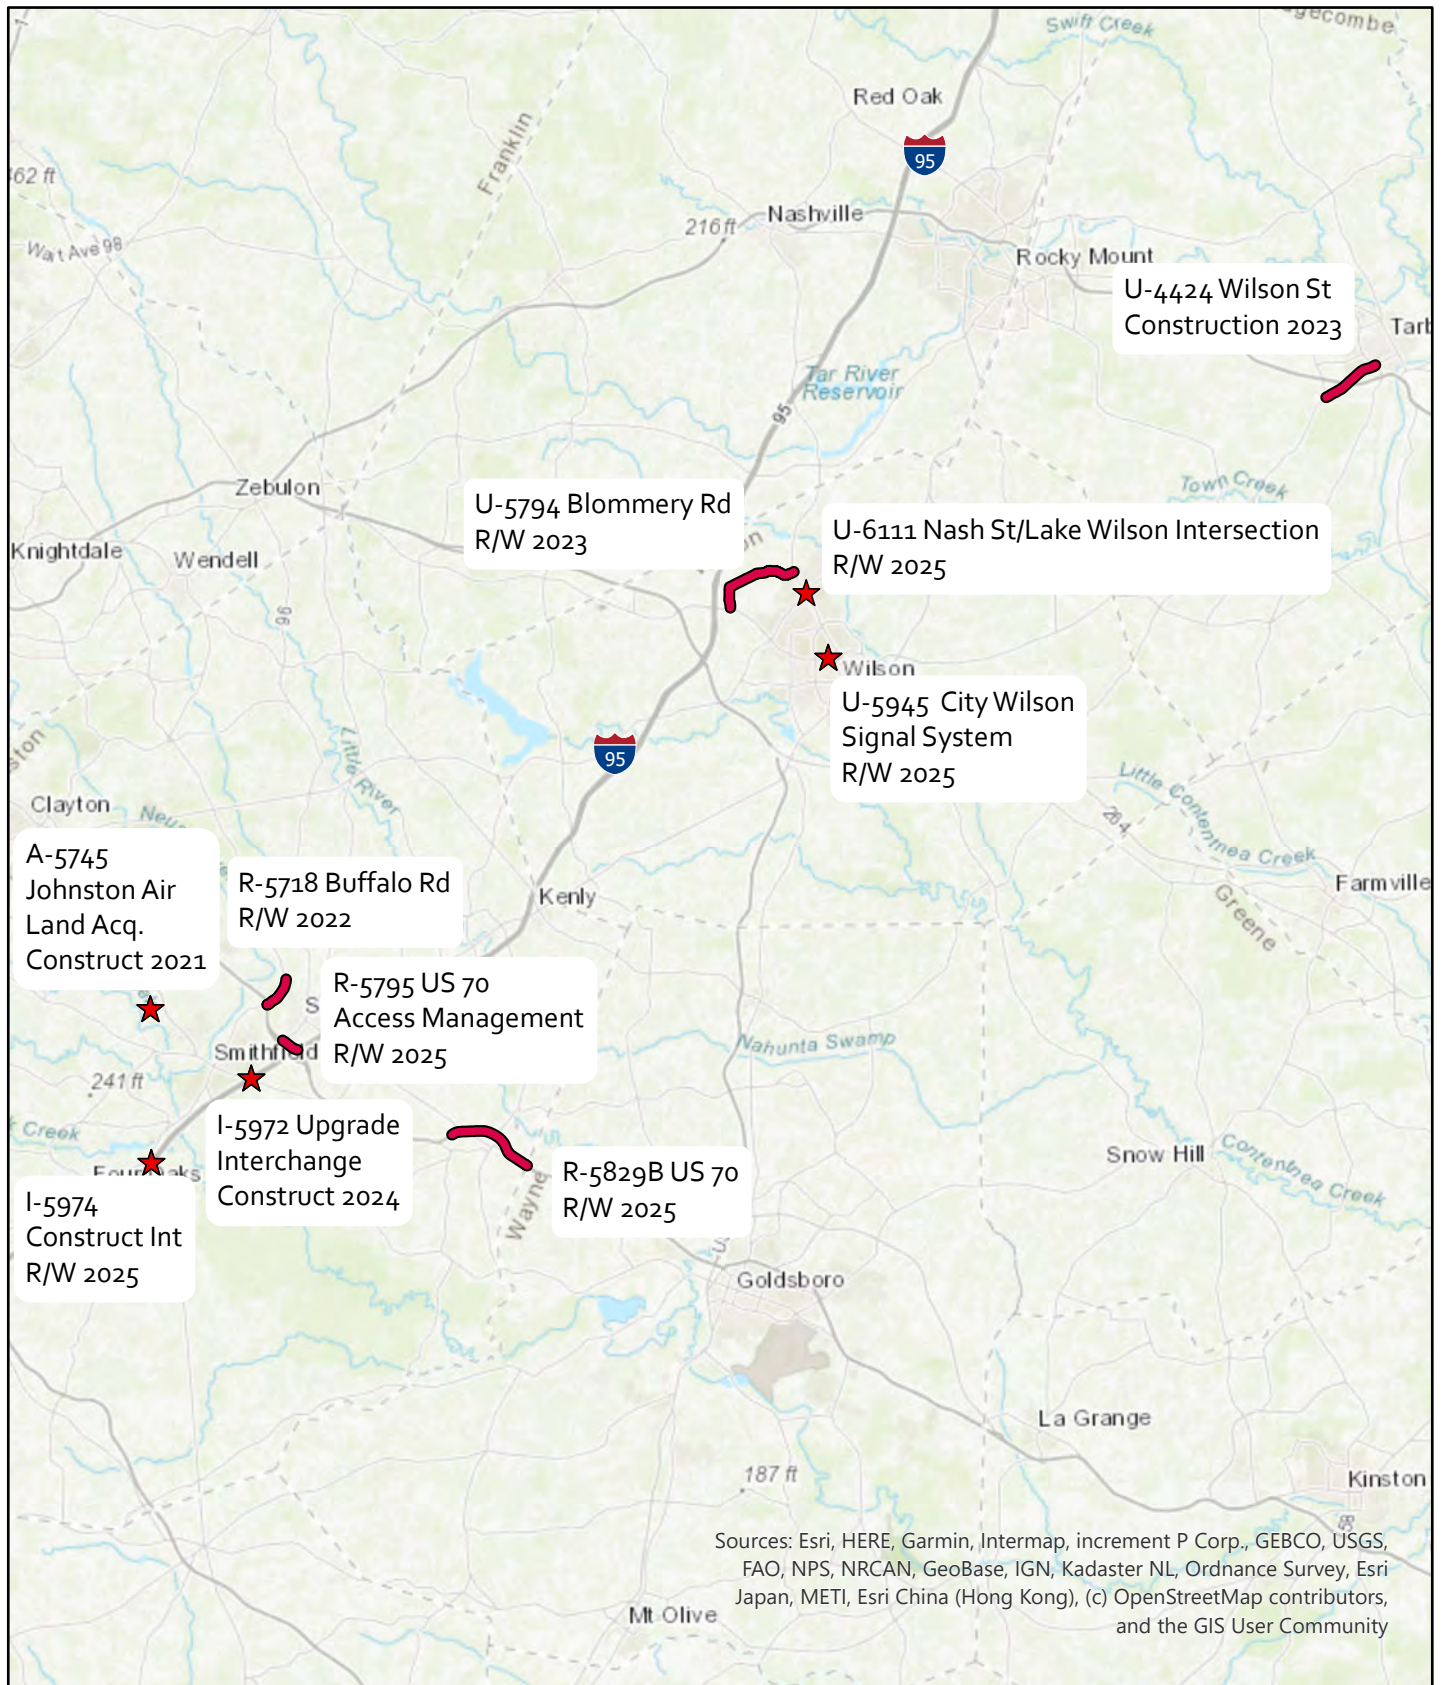 Swift Creek
Red Oak
Franklin
95
Nashville
216 ft
Wart Ave 98
Rocky Mount
U-4424 Wilson St
Construction 2023
Tar River
Reservoir
95
Zebulon
Town Creek
U-5794 Blommery Rd
R/W 2023
U-6111 Nash St/Lake Wilson Intersection
R/W 2025
Knightdale
Wendell
96
Wilson
U-5945 City Wilson
Signal System
R/W 2025
95
Little River
Little Contentnea Creek
264
Clayton
A-5745
Johnston Air
Land Acq.
Construct 2021
R-5718 Buffalo Rd
R/W 2022
Kenly
Farmville
Greene
R-5795 US 70
Access Management
R/W 2025
Smithfield
Nahunta Swamp
241 ft
Creek
I-5972 Upgrade
Interchange
Construct 2024
Four Oaks
I-5974
Construct Int
R/W 2025
Wayne
R-5829B US 70
R/W 2025
Snow Hill
Contentnea Creek
Goldsboro
La Grange
187 ft
Kinston
Sources: Esri, HERE, Garmin, Intermap, increment P Corp., GEBCO, USGS,
FAO, NPS, NRCAN, GeoBase, IGN, Kadaster NL, Ordnance Survey, Esri
Japan, METI, Esri China (Hong Kong), (c) OpenStreetMap contributors,
and the GIS User Community
Mt Olive